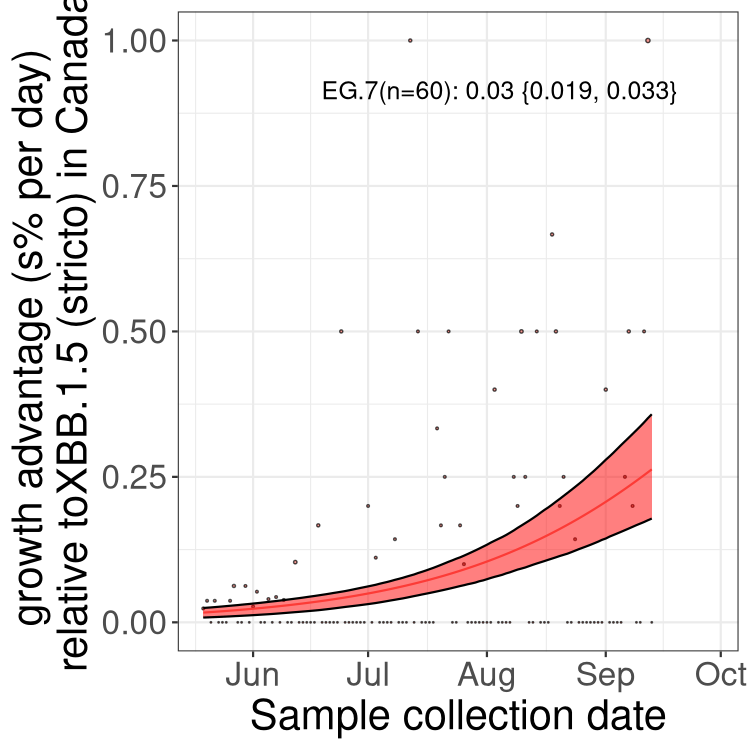 growth advantage (s% per day)
relative toXBB.1.5 (stricto) in Canada
1.00
0.75
0.50
0.25
0.00
EG.7(n=60): 0.03 {0.019, 0.033}
Jun Jul Aug Sep Oct
Sample collection date